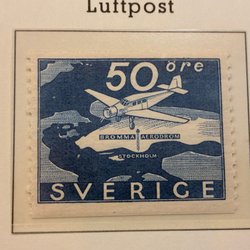 Luftpost
50 öre
BROMMA AERODROM
STOCKHOLM
SVERIGE